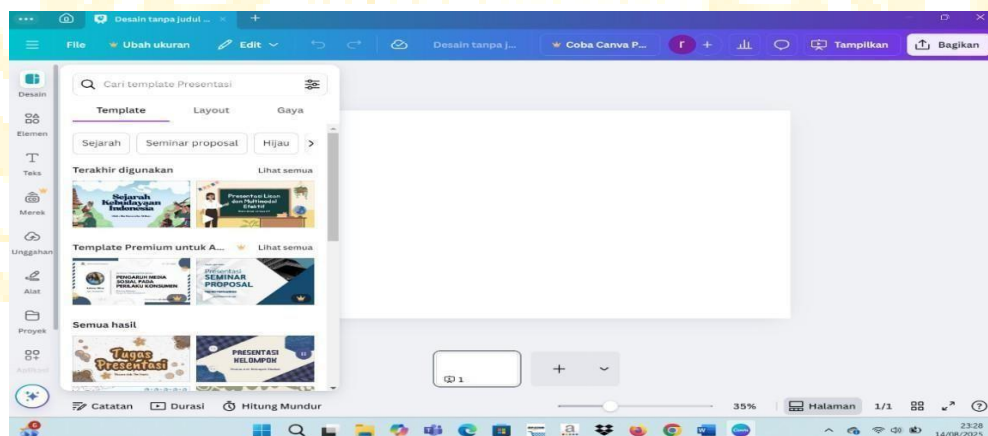 Desain tanpa judul ...
File
Ubah ukuran
Edit
Desain tanpa j...
Coba Canva P...
r
Tampilkan
Bagikan
Desain
Elemen
Teks
Merek
Unggahan
Alat
Proyek
Aplikasi
Cari template Presentasi
Template Layout Gaya
Sejarah Seminar proposal Hijau
Terakhir digunakan Lihat semua
Sejarah
Kebudayaan
Indonesia
Presentasi Lisan
dan Multimodal
Efektif
Template Premium untuk A... Lihat semua
PENGARUH MEDIA
SOSIAL PADA
PERILAKU KONSUMEN
Presentasi
SEMINAR
PROPOSAL
Semua hasil
Tugas
Presentasi
PRESENTASI
KELOMPOK
1
Catatan Durasi Hitung Mundur
35% Halaman 1/1
23:28
14/08/2025